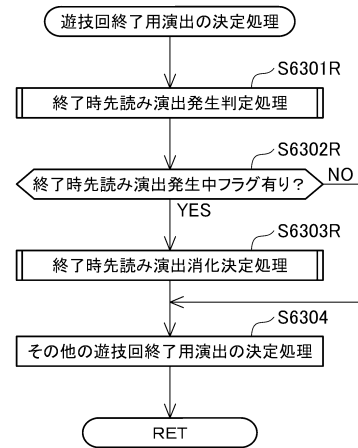 遊技回終了用演出の決定処理
S6301R
終了時先読み演出発生判定処理
S6302R
終了時先読み演出発生中フラグ有り?
NO
YES
S6303R
終了時先読み演出消化決定処理
S6304
その他の遊技回終了用演出の決定処理
RET